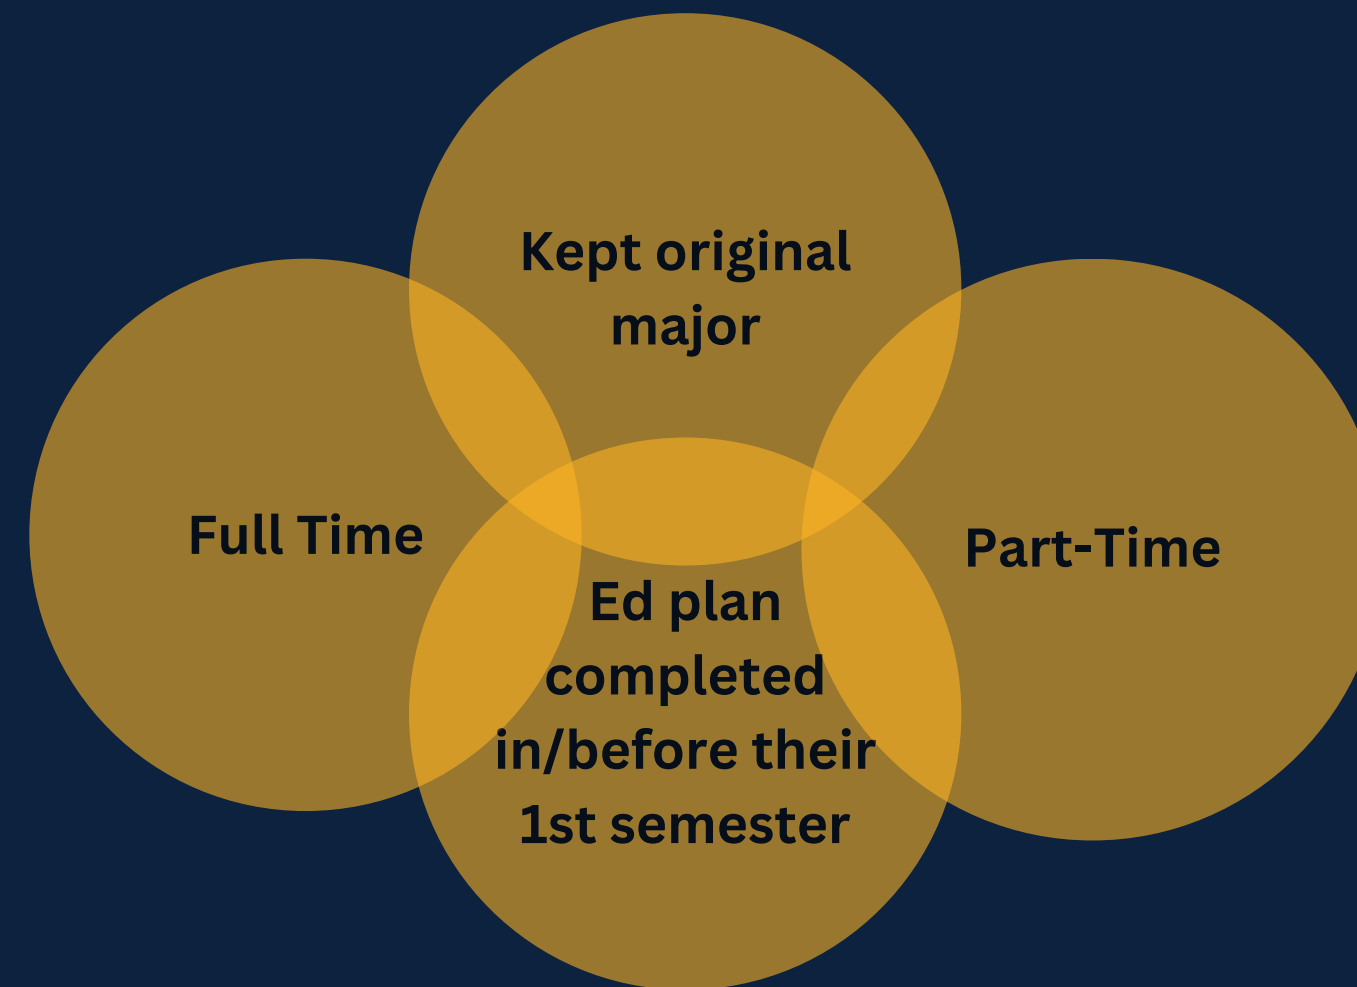 Kept original
major
Full Time
Part-Time
Ed plan
completed
in/before their
1st semester